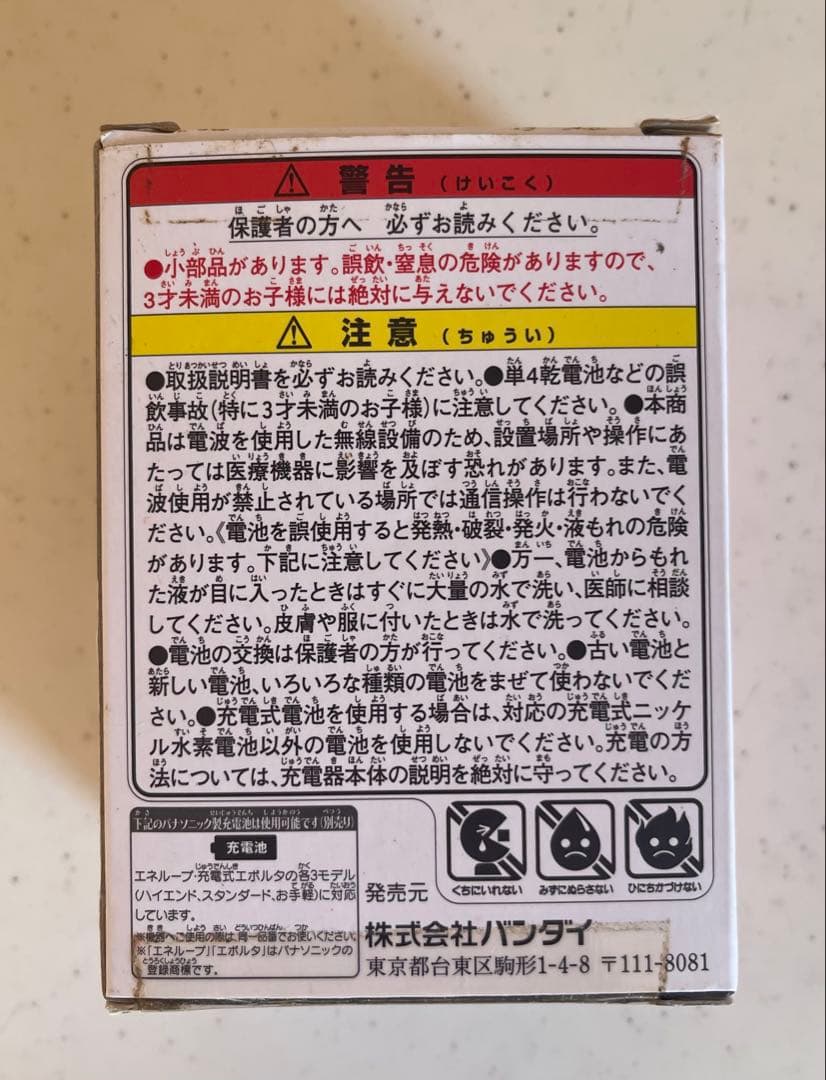 ⚠ 警告 (けいこく)
保護者の方へ 必ずお読みください。
●小部品があります。誤飲・窒息の危険がありますので、
3才未満のお子様には絶対に与えないでください。
⚠ 注意 (ちゅうい)
●取扱説明書を必ずお読みください。●単4乾電池などの誤
飲事故(特に3才未満のお子様)に注意してください。●本商
品は電波を使用した無線設備のため、設置場所や操作にあ
たっては医療機器に影響を及ぼす恐れがあります。また、電
波使用が禁止されている場所では通信操作は行わないでく
ださい。《電池を誤使用すると発熱・破裂・発火・液もれの危険
があります。下記に注意してください》●万一、電池からもれ
た液が目に入ったときはすぐに大量の水で洗い、医師に相談
してください。皮膚や服に付いたときは水で洗ってください。
●電池の交換は保護者の方が行ってください。●古い電池と
新しい電池、いろいろな種類の電池をまぜて使わないでくだ
さい。●充電式電池を使用する場合は、対応の充電式ニッケ
ル水素電池以外の電池を使用しないでください。充電の方
法については、充電器本体の説明を絶対に守ってください。
下記のパナソニック製充電池は使用可能です(別売り)
充電池
エネループ・充電式エボルタの各3モデル
(ハイエンド、スタンダード、お手軽)に対応
しています。
※機器へご使用の際は、同一品番でお使いください。
※「エネループ」「エボルタ」はパナソニックの
登録商標です。
くちにいれない
みずにぬらさない
ひにちかづけない
発売元
株式会社バンダイ
東京都台東区駒形1-4-8 〒111-8081